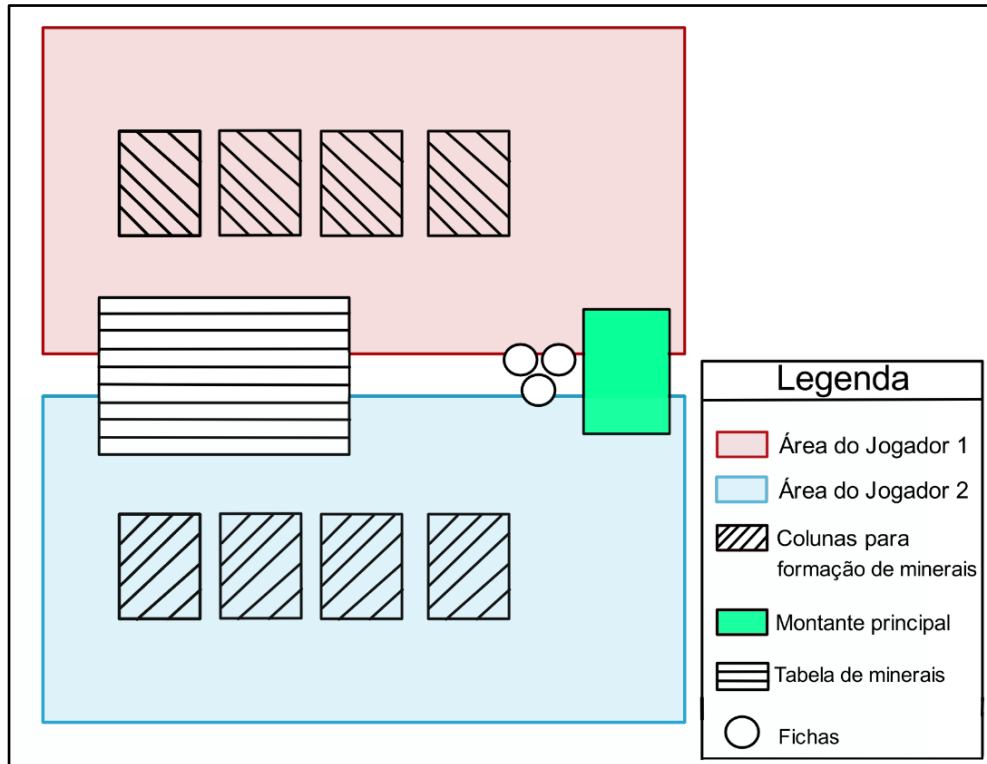 Legenda
Área do Jogador 1
Área do Jogador 2
Colunas para
formação de minerais
Montante principal
Tabela de minerais
Fichas